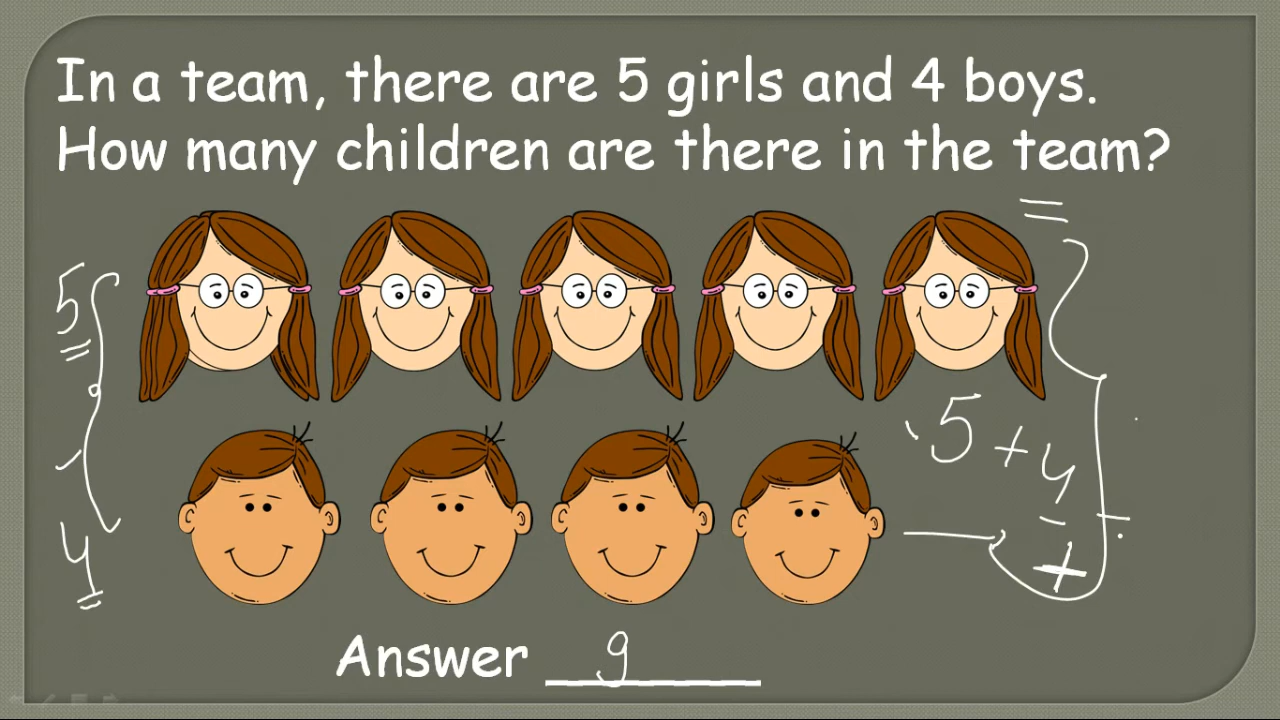 In a team, there are 5 girls and 4 boys.
How many children are there in the team?
5
5 + 4
4
Answer 9